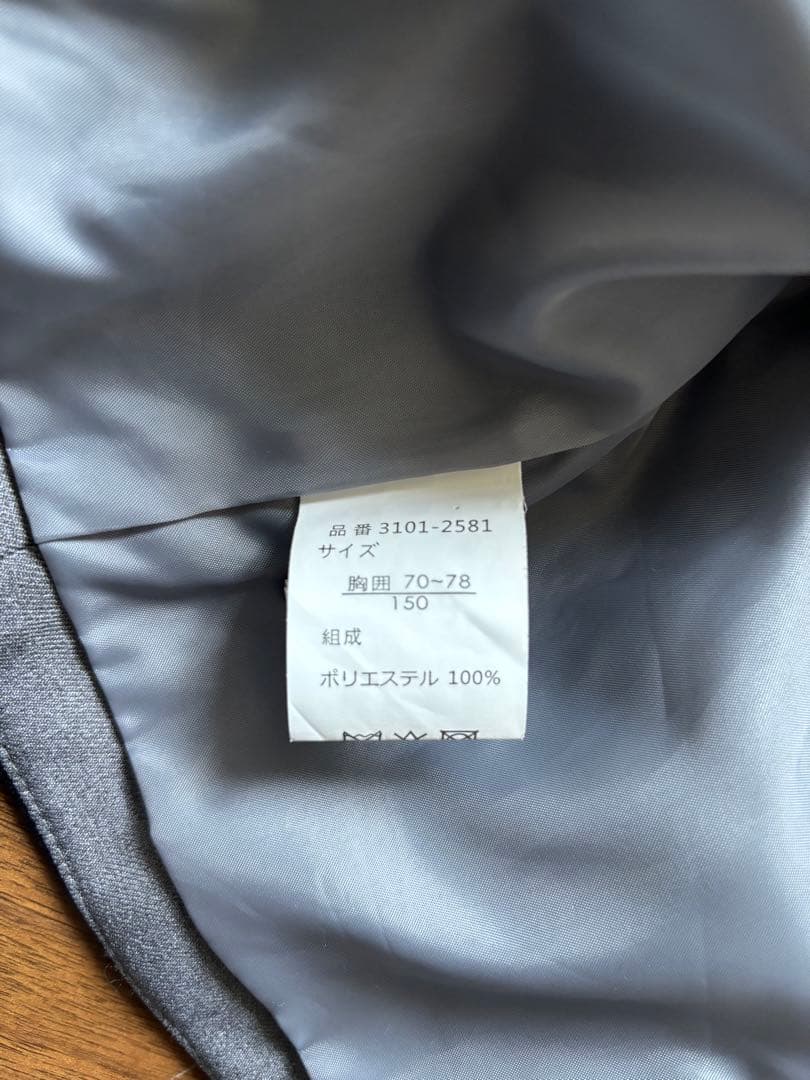 品番 3101-2581
サイズ
胸囲 70~78
150
組成
ポリエステル 100%